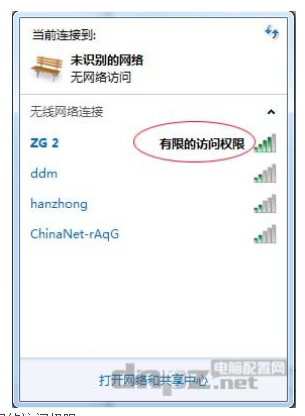 当前连接到:
未识别的网络
无网络访问
无线网络连接
ZG 2 有限的访问权限
ddm
hanzhong
ChinaNet-rAqG
打开网络和共享中心
电脑配置网
dnpz.net